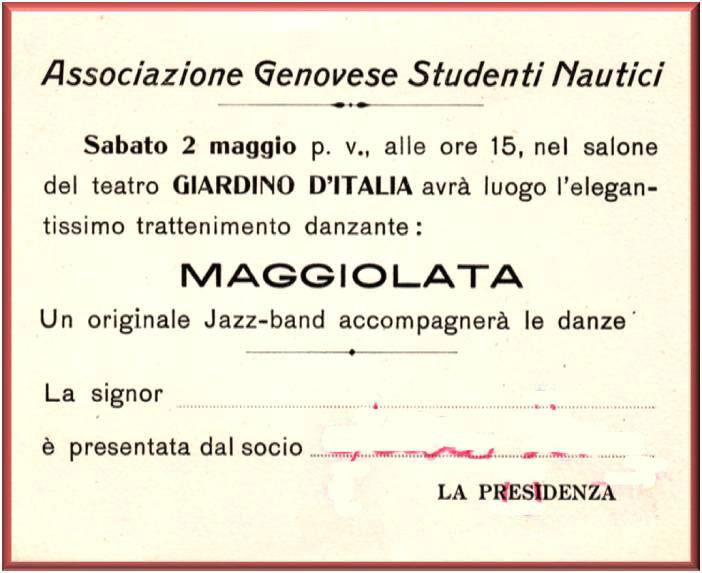 Associazione Genovese Studenti Nautici
Sabato 2 maggio p. v., alle ore 15, nel salone
del teatro GIARDINO D'ITALIA avrà luogo l'elegan-
tissimo trattenimento danzante:
MAGGIOLATA
Un originale Jazz-band accompagnerà le danze
La signor
è presentata dal socio
LA PRESIDENZA